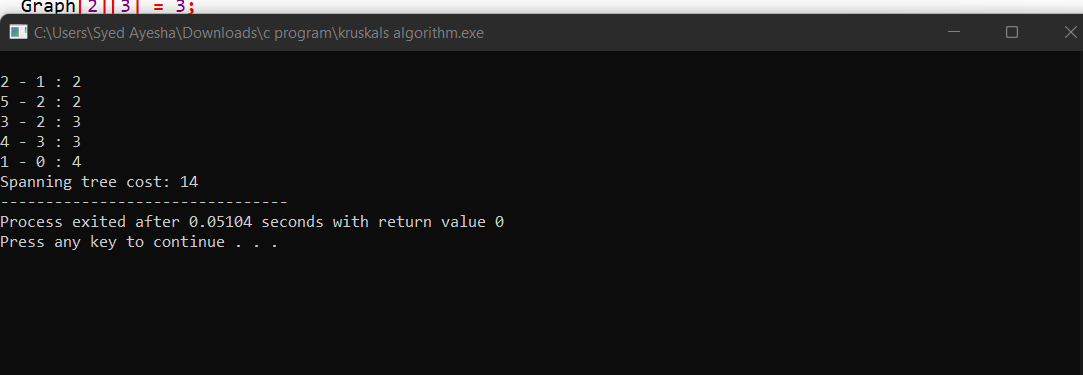 Graph[2][3] = 3;
C:\Users\Syed Ayesha\Downloads\c program\kruskals algorithm.exe
2 - 1 : 2
5 - 2 : 2
3 - 2 : 3
4 - 3 : 3
1 - 0 : 4
Spanning tree cost: 14
--------------------------------
Process exited after 0.05104 seconds with return value 0
Press any key to continue . . .